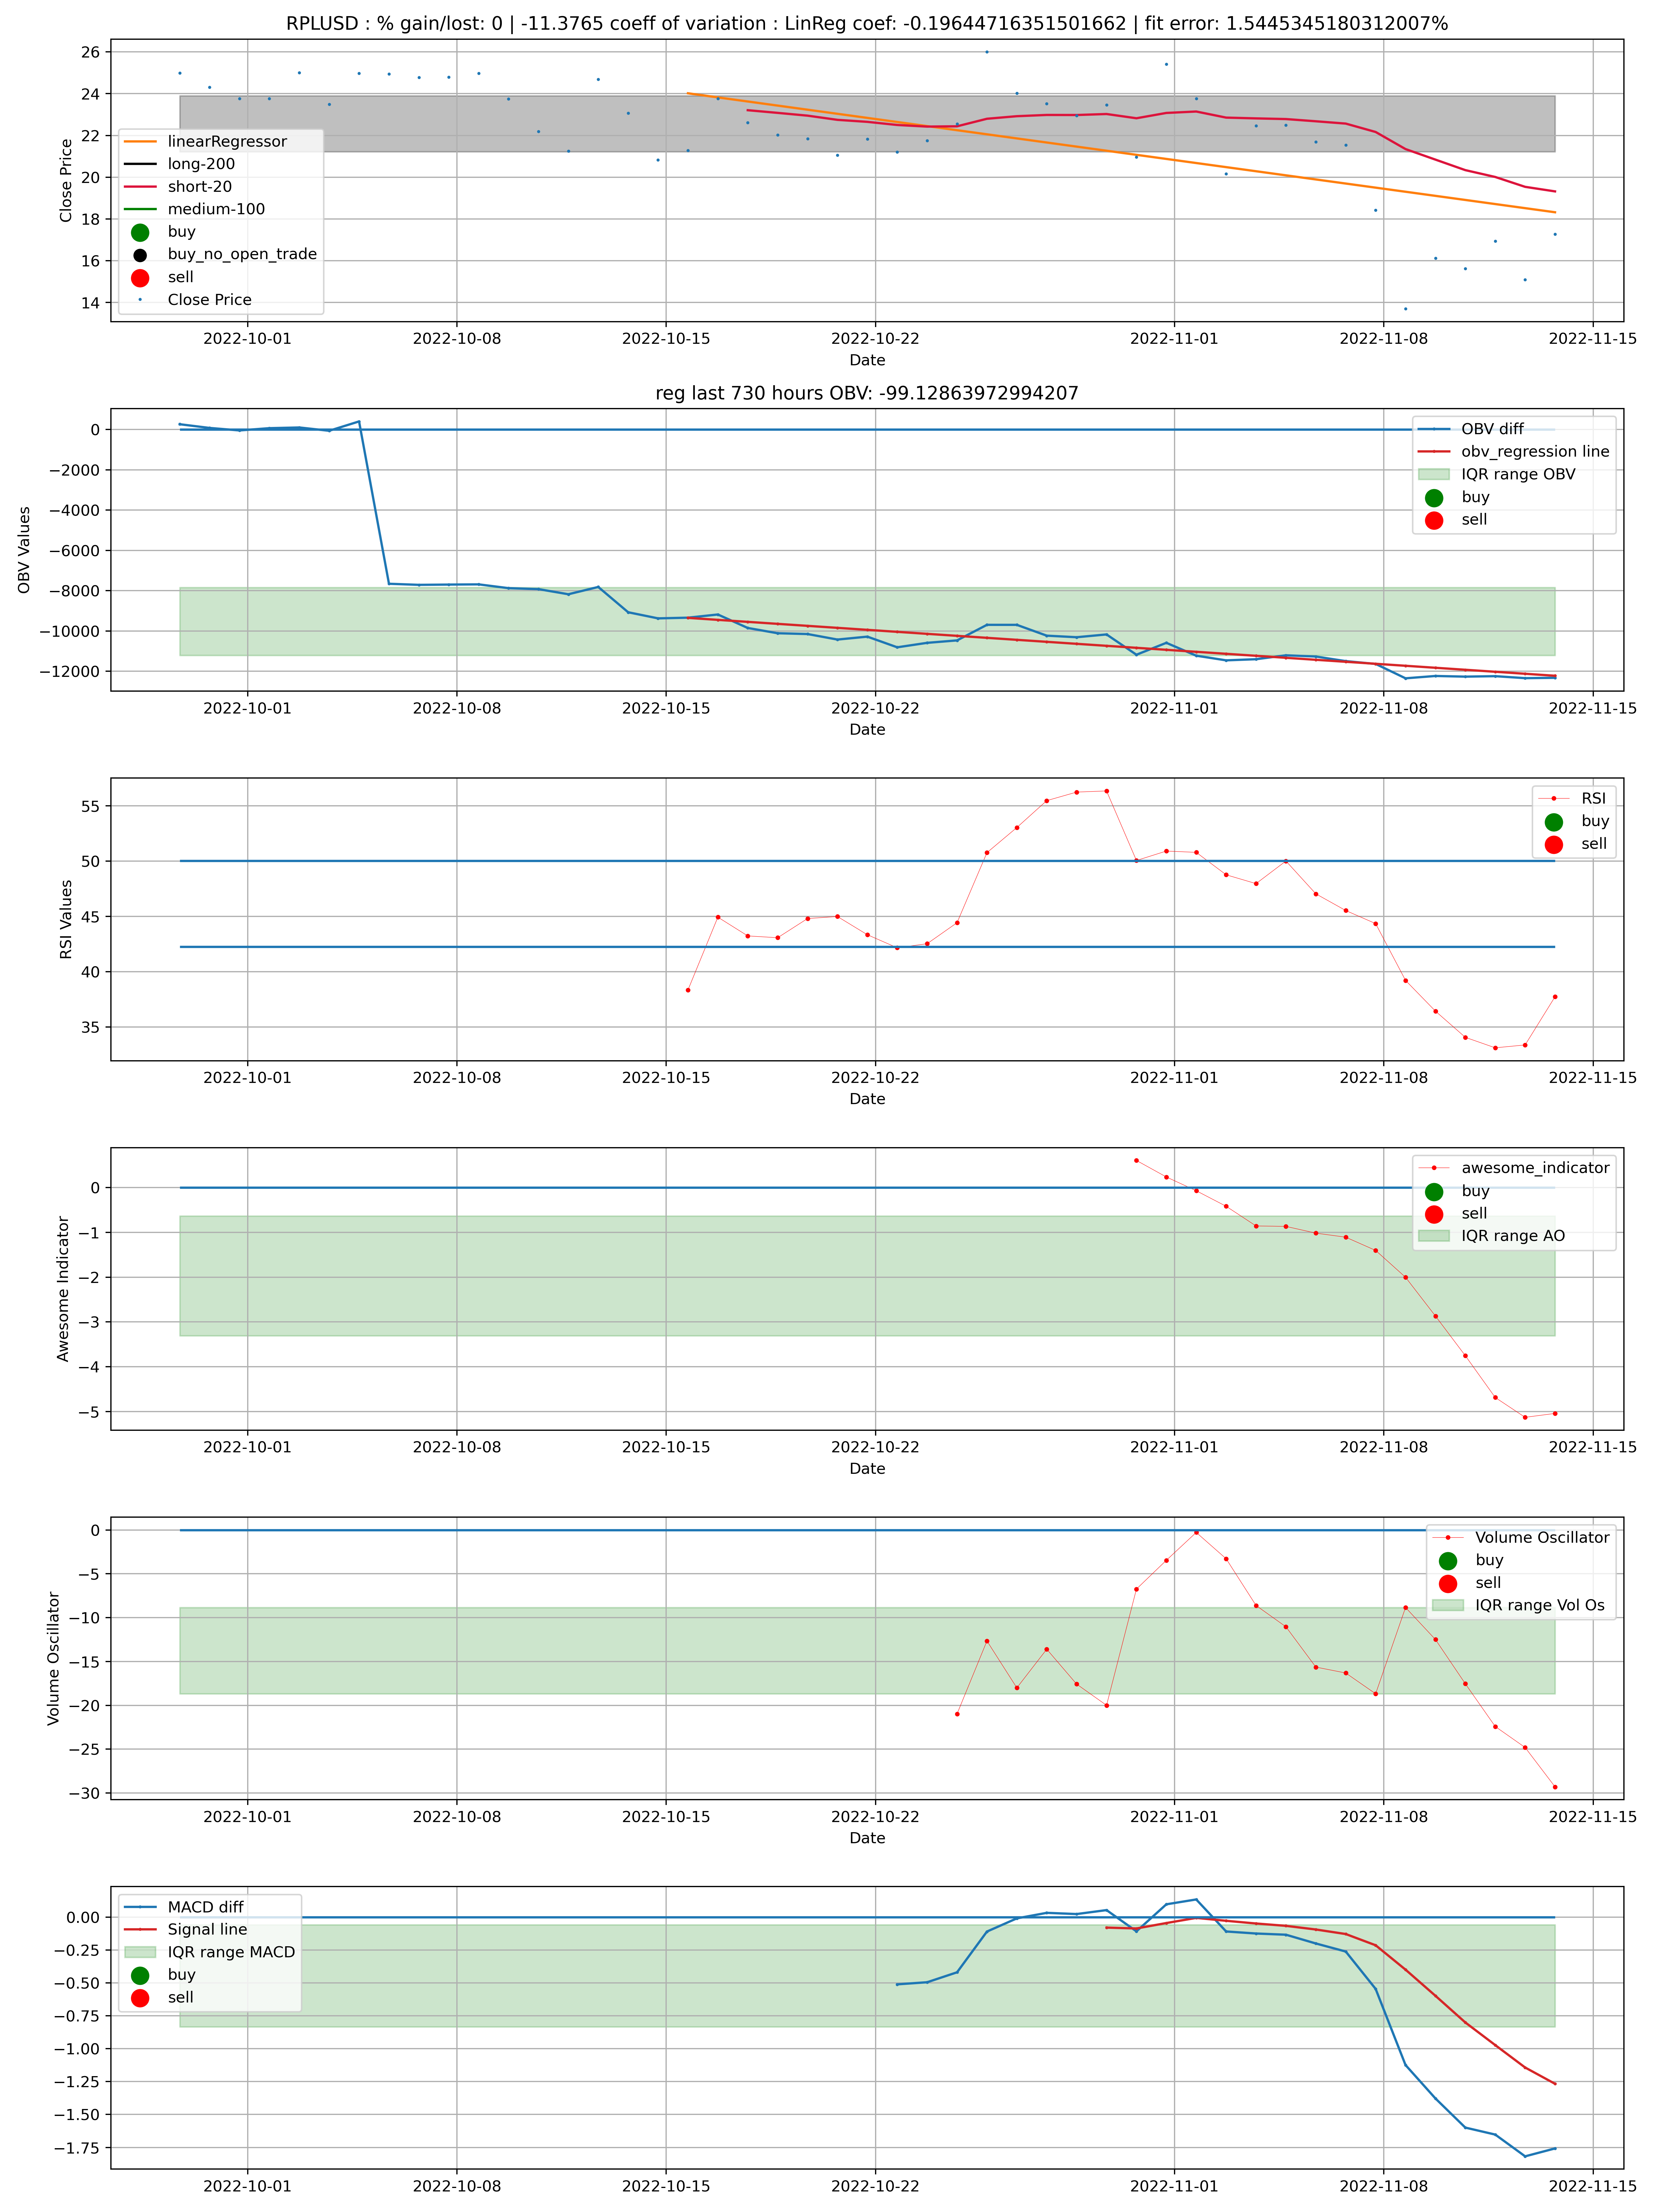 RPLUSD : % gain/lost: 0 | -11.3765 coeff of variation : LinReg coef: -0.19644716351501662 | fit error: 1.5445345180312007%
26
24
22
20
18
16
14
Close Price
linearRegressor
long-200
short-20
medium-100
buy
buy_no_open_trade
sell
Close Price
2022-10-01 2022-10-08 2022-10-15 2022-10-22 2022-11-01 2022-11-08 2022-11-15
Date
reg last 730 hours OBV: -99.12863972994207
0
−2000
−4000
−6000
−8000
−10000
−12000
OBV Values
OBV diff
obv_regression line
IQR range OBV
buy
sell
2022-10-01 2022-10-08 2022-10-15 2022-10-22 2022-11-01 2022-11-08 2022-11-15
Date
55
50
45
40
35
RSI Values
RSI
buy
sell
2022-10-01 2022-10-08 2022-10-15 2022-10-22 2022-11-01 2022-11-08 2022-11-15
Date
0
−1
−2
−3
−4
−5
Awesome Indicator
awesome_indicator
buy
sell
IQR range AO
2022-10-01 2022-10-08 2022-10-15 2022-10-22 2022-11-01 2022-11-08 2022-11-15
Date
0
−5
−10
−15
−20
−25
−30
Volume Oscillator
Volume Oscillator
buy
sell
IQR range Vol Os
2022-10-01 2022-10-08 2022-10-15 2022-10-22 2022-11-01 2022-11-08 2022-11-15
Date
0.00
−0.25
−0.50
−0.75
−1.00
−1.25
−1.50
−1.75
MACD diff
Signal line
IQR range MACD
buy
sell
2022-10-01 2022-10-08 2022-10-15 2022-10-22 2022-11-01 2022-11-08 2022-11-15